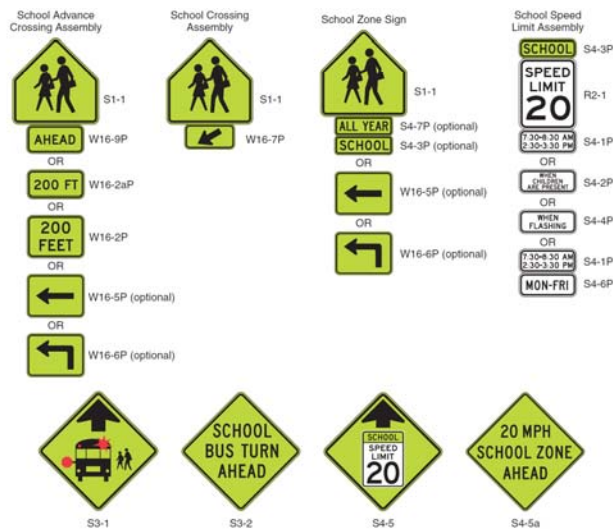 School Advance
Crossing Assembly
S1-1
AHEAD
W16-9P
OR
200 FT
W16-2aP
OR
200
FEET
W16-2P
OR
W16-5P (optional)
OR
W16-6P (optional)
School Crossing
Assembly
S1-1
W16-7P
School Zone Sign
S1-1
ALL YEAR
S4-7P (optional)
SCHOOL
S4-3P (optional)
OR
W16-5P (optional)
OR
W16-6P (optional)
School Speed
Limit Assembly
SCHOOL
S4-3P
SPEED
LIMIT
20
R2-1
7:30-8:30 AM
2:30-3:30 PM
S4-1P
OR
WHEN
CHILDREN
ARE PRESENT
S4-2P
OR
WHEN
FLASHING
S4-4P
OR
7:30-8:30 AM
2:30-3:30 PM
S4-1P
MON-FRI
S4-6P
S3-1
SCHOOL
BUS TURN
AHEAD
S3-2
SCHOOL
SPEED
LIMIT
20
S4-5
20 MPH
SCHOOL ZONE
AHEAD
S4-5a